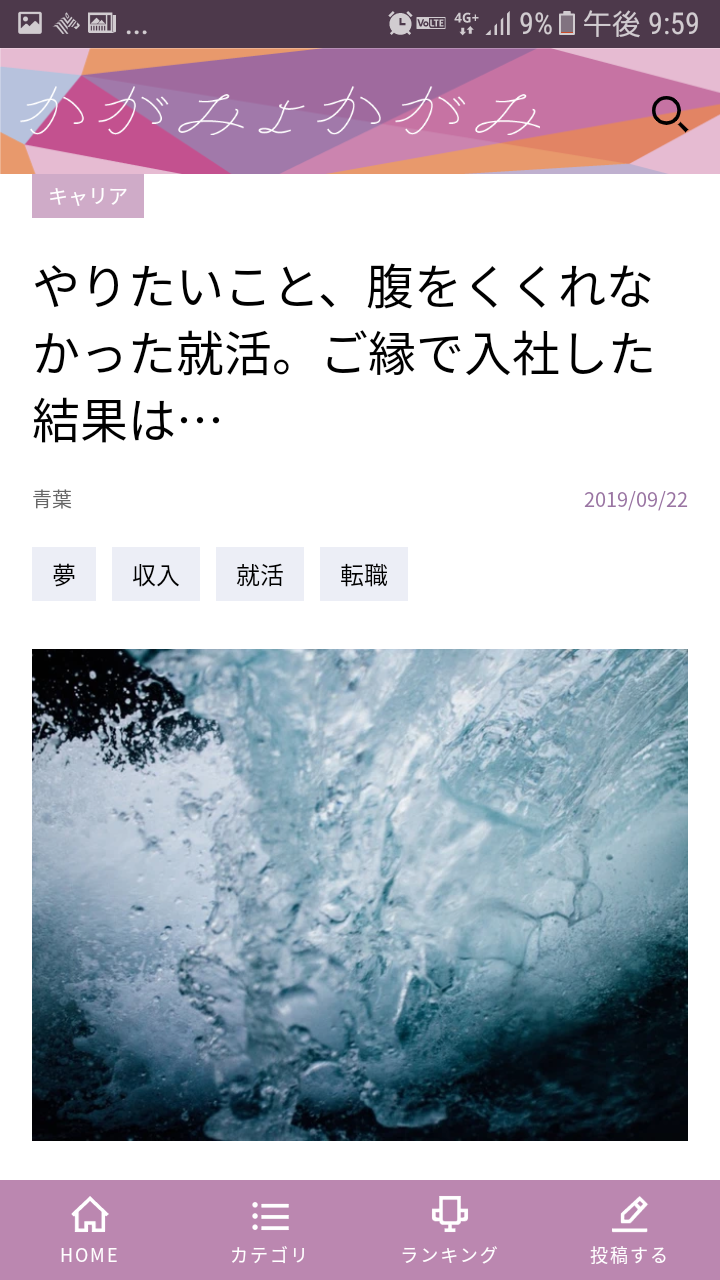 ... VoLTE 4G+ 9% 午後 9:59
かがみよかがみ
キャリア
やりたいこと、腹をくくれな
かった就活。ご縁で入社した
結果は…
青葉 2019/09/22
夢 収入 就活 転職
HOME カテゴリ ランキング 投稿する